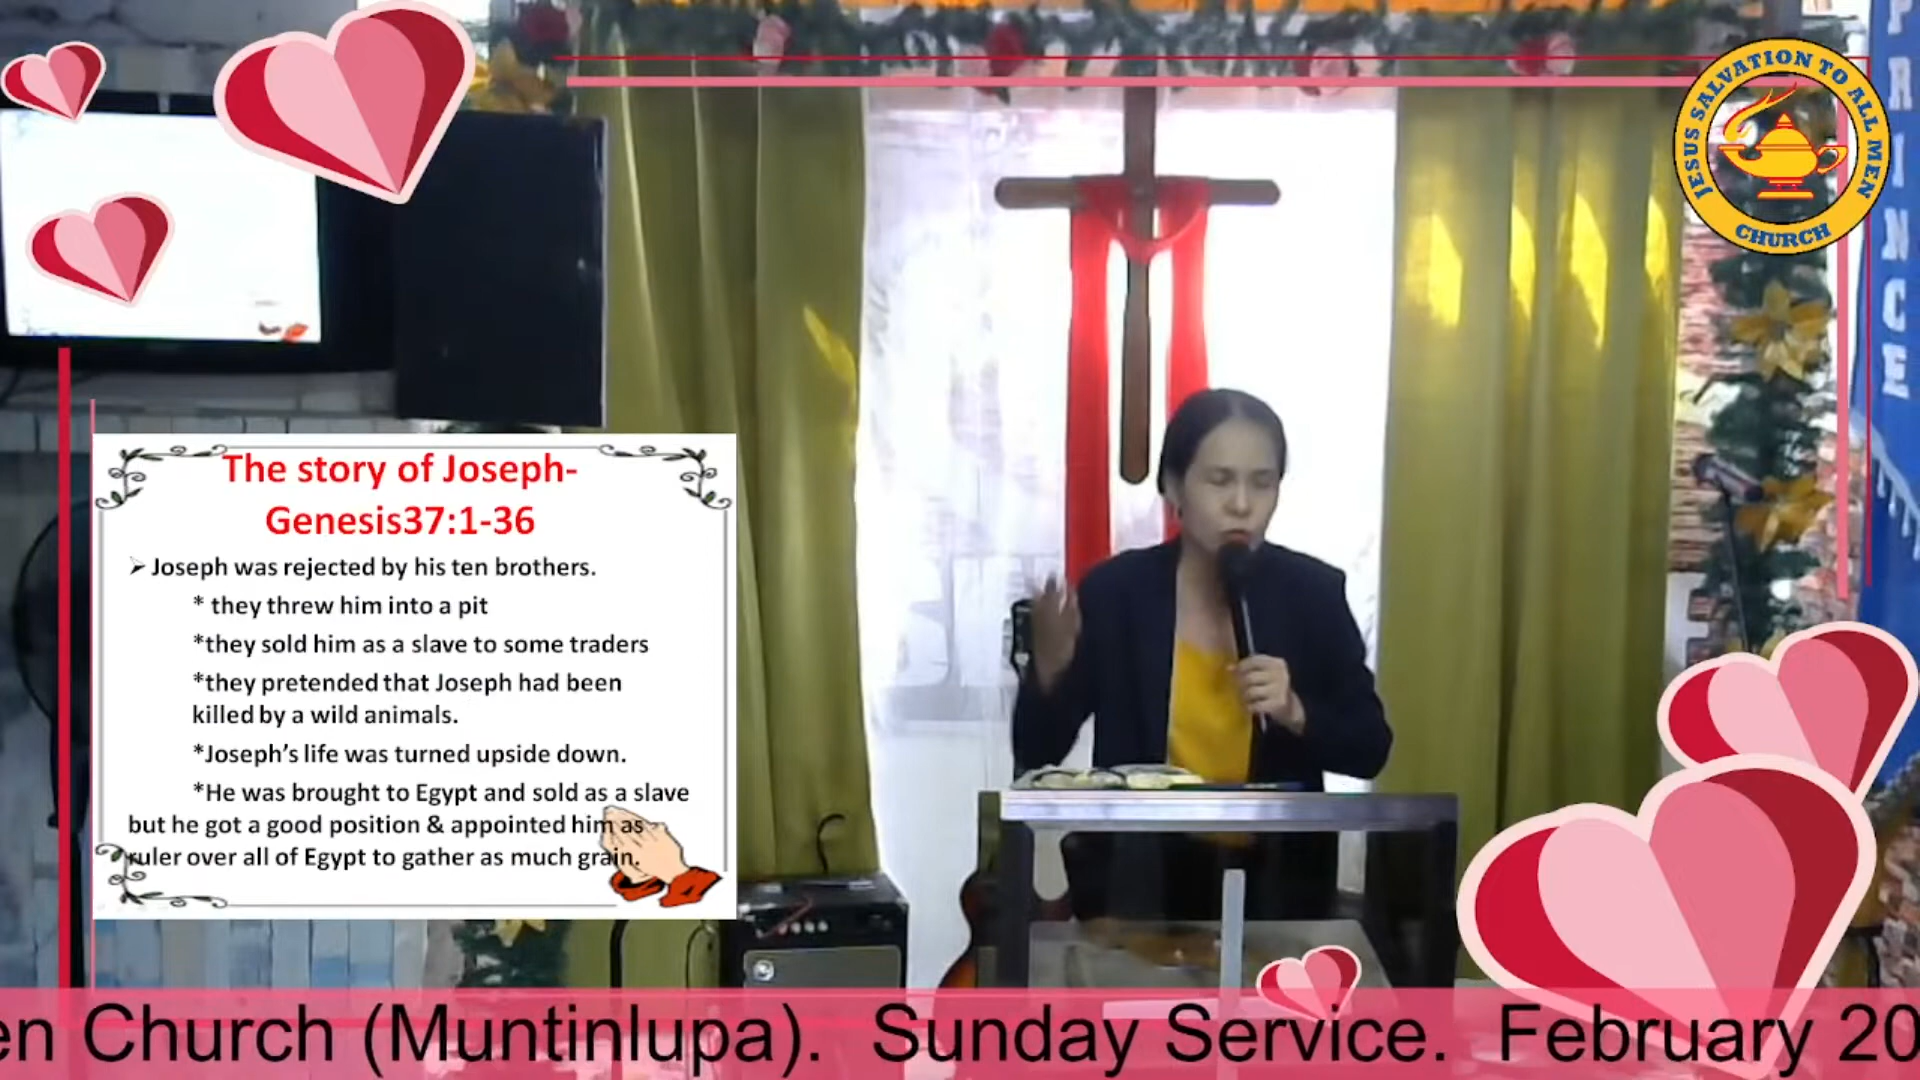 JESUS SALVATION TO ALL MEN
CHURCH
PRINCE
The story of Joseph-
Genesis37:1-36
➢ Joseph was rejected by his ten brothers.
* they threw him into a pit
*they sold him as a slave to some traders
*they pretended that Joseph had been
killed by a wild animals.
*Joseph's life was turned upside down.
*He was brought to Egypt and sold as a slave
but he got a good position & appointed him as
ruler over all of Egypt to gather as much grain.
en Church (Muntinlupa). Sunday Service. February 20